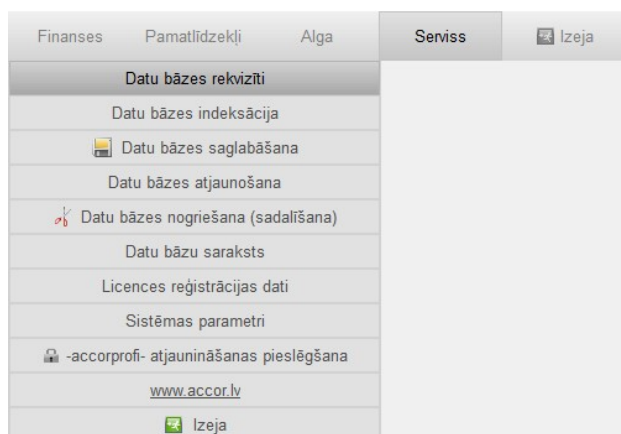 Finanses Pamatlīdzekļi Alga Serviss Izeja
Datu bāzes rekvizīti
Datu bāzes indeksācija
Datu bāzes saglabāšana
Datu bāzes atjaunošana
Datu bāzes nogriešana (sadalīšana)
Datu bāzu saraksts
Licences reģistrācijas dati
Sistēmas parametri
-accorprofi- atjaunināšanas pieslēgšana
www.accor.lv
Izeja